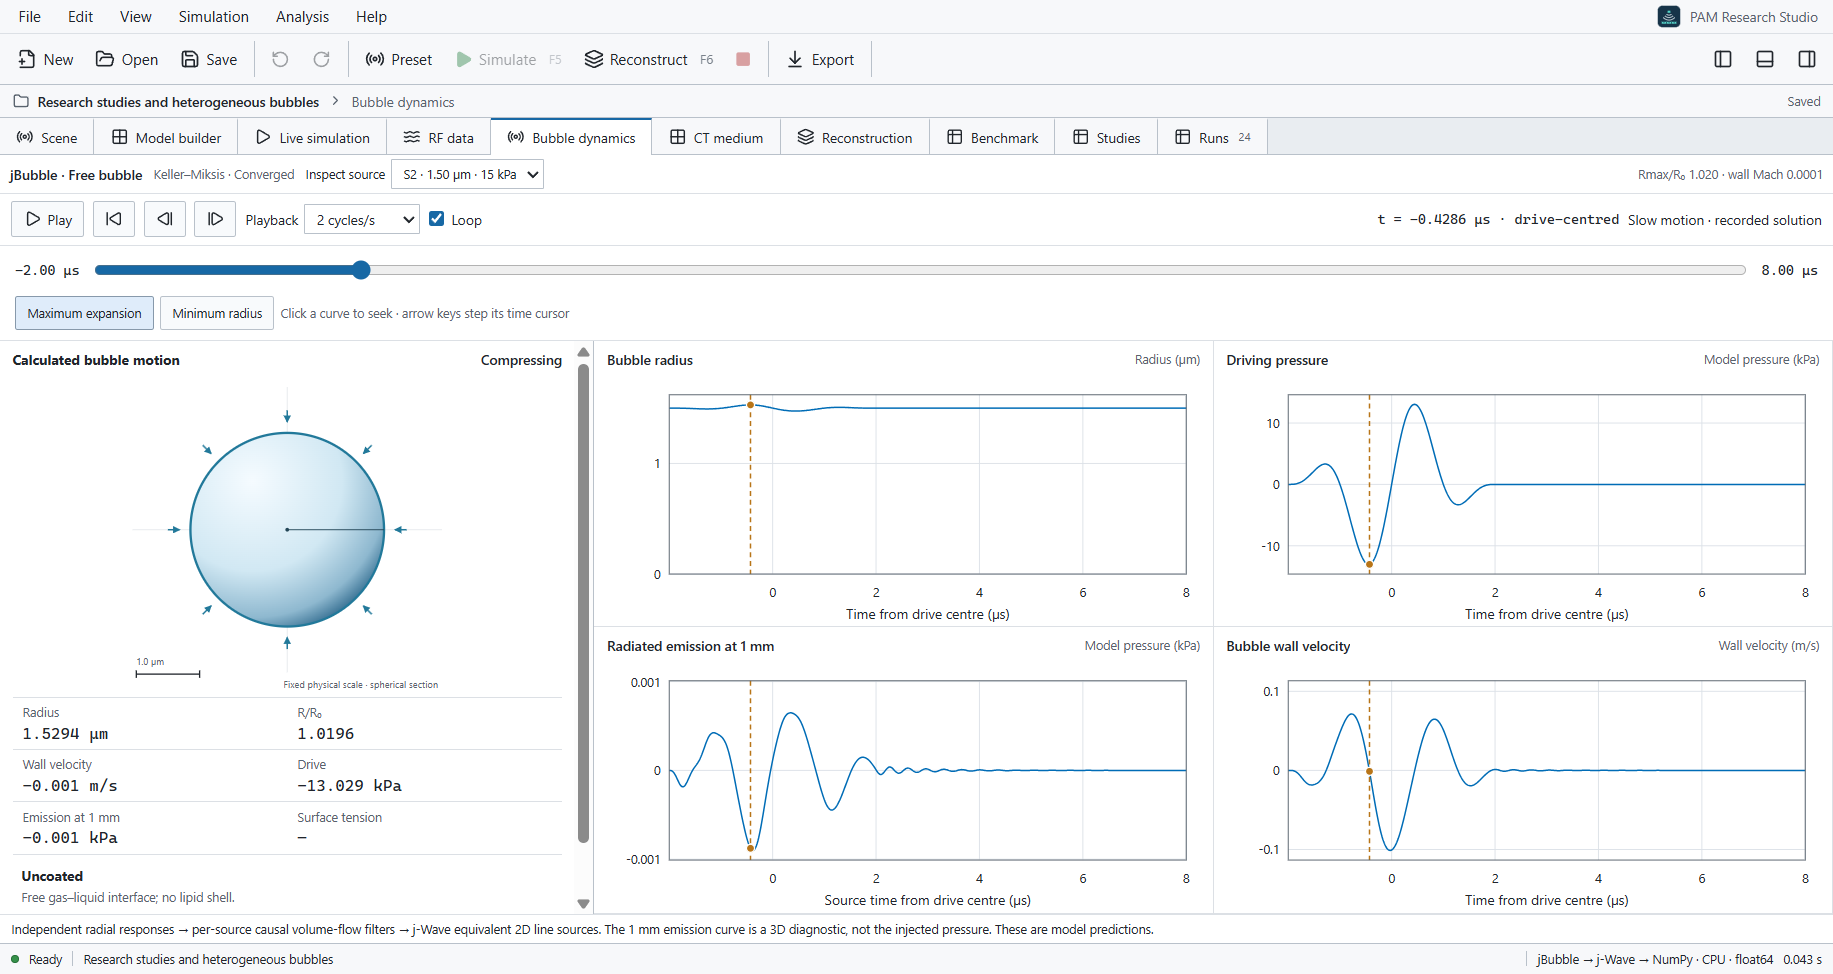 File Edit View Simulation Analysis Help PAM Research Studio
New Open Save Preset Simulate F5 Reconstruct F6 Export
Research studies and heterogeneous bubbles > Bubble dynamics Saved
Scene Model builder Live simulation RF data Bubble dynamics CT medium Reconstruction Benchmark Studies Runs 24
jBubble · Free bubble Keller–Miksis · Converged Inspect source S2 · 1.50 µm · 15 kPa Rmax/R₀ 1.020 · wall Mach 0.0001
Play Playback 2 cycles/s Loop t = −0.4286 µs · drive-centred Slow motion · recorded solution
−2.00 µs 8.00 µs
Maximum expansion Minimum radius Click a curve to seek · arrow keys step its time cursor
Calculated bubble motion Compressing
1.0 µm
Fixed physical scale · spherical section
Radius R/R₀
1.5294 µm 1.0196
Wall velocity Drive
−0.001 m/s −13.029 kPa
Emission at 1 mm Surface tension
−0.001 kPa –
Uncoated
Free gas–liquid interface; no lipid shell.
Bubble radius Radius (µm)
1
0
0 2 4 6 8
Time from drive centre (µs)
Driving pressure Model pressure (kPa)
10
0
-10
0 2 4 6 8
Time from drive centre (µs)
Radiated emission at 1 mm Model pressure (kPa)
0.001
0
-0.001
0 2 4 6 8
Source time from drive centre (µs)
Bubble wall velocity Wall velocity (m/s)
0.1
0
-0.1
0 2 4 6 8
Time from drive centre (µs)
Independent radial responses → per-source causal volume-flow filters → j-Wave equivalent 2D line sources. The 1 mm emission curve is a 3D diagnostic, not the injected pressure. These are model predictions.
Ready Research studies and heterogeneous bubbles jBubble → j-Wave → NumPy · CPU · float64 0.043 s